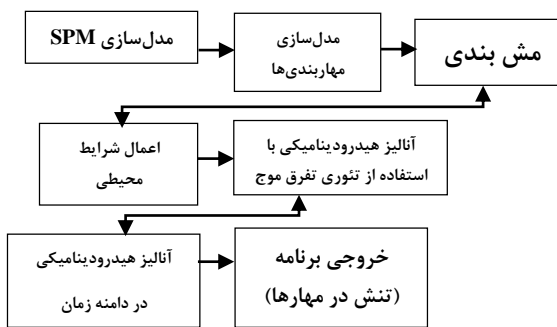 مدل‌سازی SPM
مدل‌سازی
مهاربندی‌ها
مش بندی
اعمال شرایط
محیطی
آنالیز هیدرودینامیکی با
استفاده از تئوری تفرق موج
آنالیز هیدرودینامیکی
در دامنه زمان
خروجی برنامه
(تنش در مهارها)